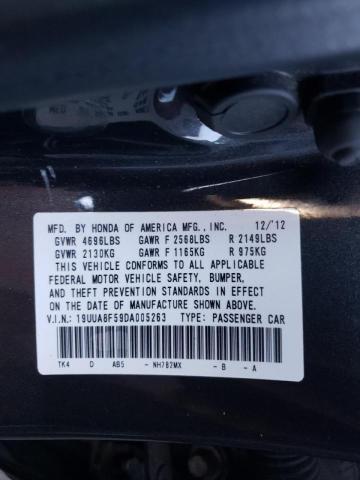 MFD. BY HONDA OF AMERICA MFG., INC. 12/'12
GVWR 4696LBS GAWR F 2568LBS R 2149LBS
GVWR 2130KG GAWR F 1165KG R 975KG
THIS VEHICLE CONFORMS TO ALL APPLICABLE
FEDERAL MOTOR VEHICLE SAFETY, BUMPER,
AND THEFT PREVENTION STANDARDS IN EFFECT
ON THE DATE OF MANUFACTURE SHOWN ABOVE.
V.I.N.: 19UUA8F59DA005263 TYPE: PASSENGER CAR
TK4 D AB5 - NH782MX - B - A